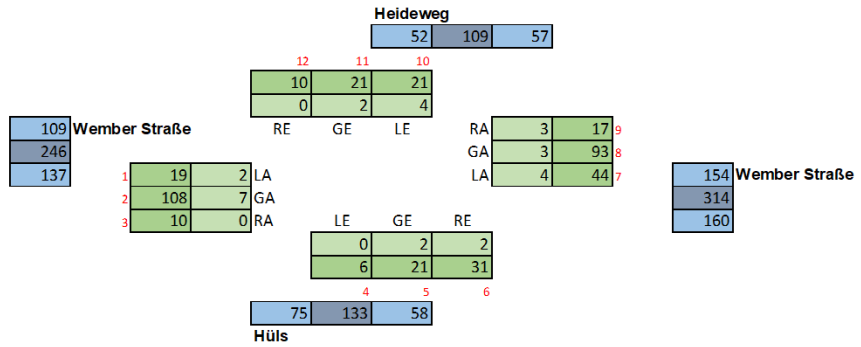 Heideweg
52 109 57
12 11 10
10 21 21
0 2 4
RE GE LE
109 Wember Straße
246
137
RA 3 17 9
GA 3 93 8
LA 4 44 7
1 19 2 LA
2 108 7 GA
3 10 0 RA
154 Wember Straße
314
160
LE GE RE
0 2 2
6 21 31
4 5 6
75 133 58
Hüls